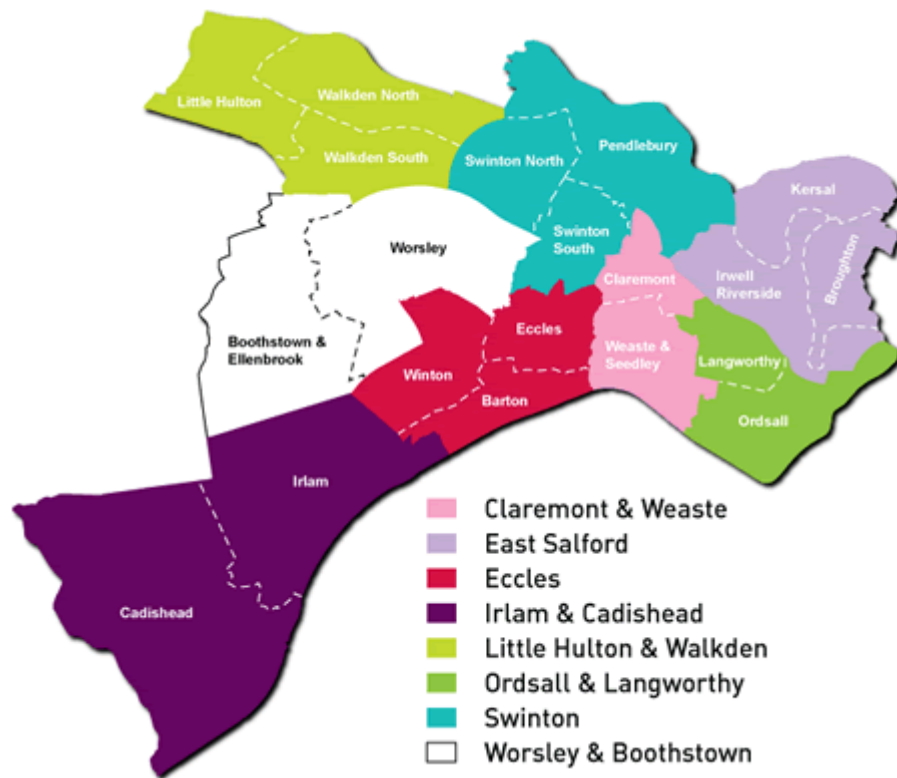 Little Hulton
Walkden North
Walkden South
Swinton North
Pendlebury
Kersal
Swinton
South
Worsley
Claremont
Irwell
Riverside
Broughton
Boothstown &
Ellenbrook
Eccles
Winton
Weaste &
Seedley
Langworthy
Barton
Ordsall
Irlam
Cadishead
Claremont & Weaste
East Salford
Eccles
Irlam & Cadishead
Little Hulton & Walkden
Ordsall & Langworthy
Swinton
Worsley & Boothstown